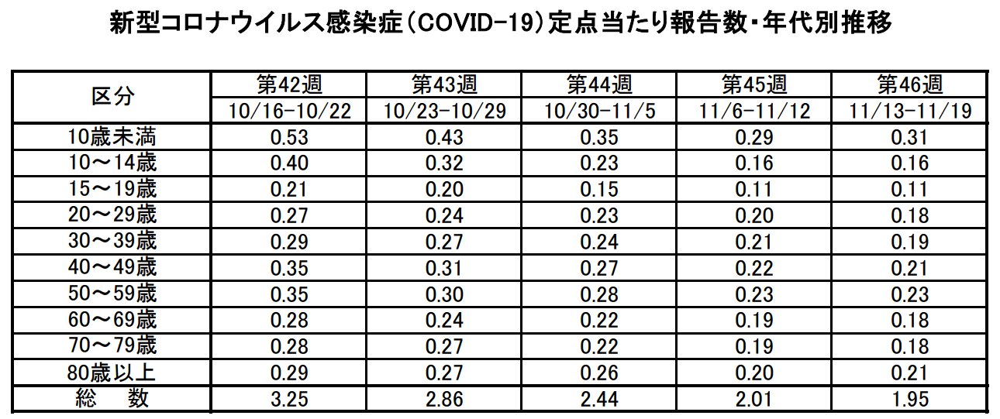 新型コロナウイルス感染症(COVID-19)定点当たり報告数・年代別推移
区分 第42週 第43週 第44週 第45週 第46週
10/16-10/22 10/23-10/29 10/30-11/5 11/6-11/12 11/13-11/19
10歳未満 0.53 0.43 0.35 0.29 0.31
10～14歳 0.40 0.32 0.23 0.16 0.16
15～19歳 0.21 0.20 0.15 0.11 0.11
20～29歳 0.27 0.24 0.23 0.20 0.18
30～39歳 0.29 0.27 0.24 0.21 0.19
40～49歳 0.35 0.31 0.27 0.22 0.21
50～59歳 0.35 0.30 0.28 0.23 0.23
60～69歳 0.28 0.24 0.22 0.19 0.18
70～79歳 0.28 0.27 0.22 0.19 0.18
80歳以上 0.29 0.27 0.26 0.20 0.21
総　数 3.25 2.86 2.44 2.01 1.95